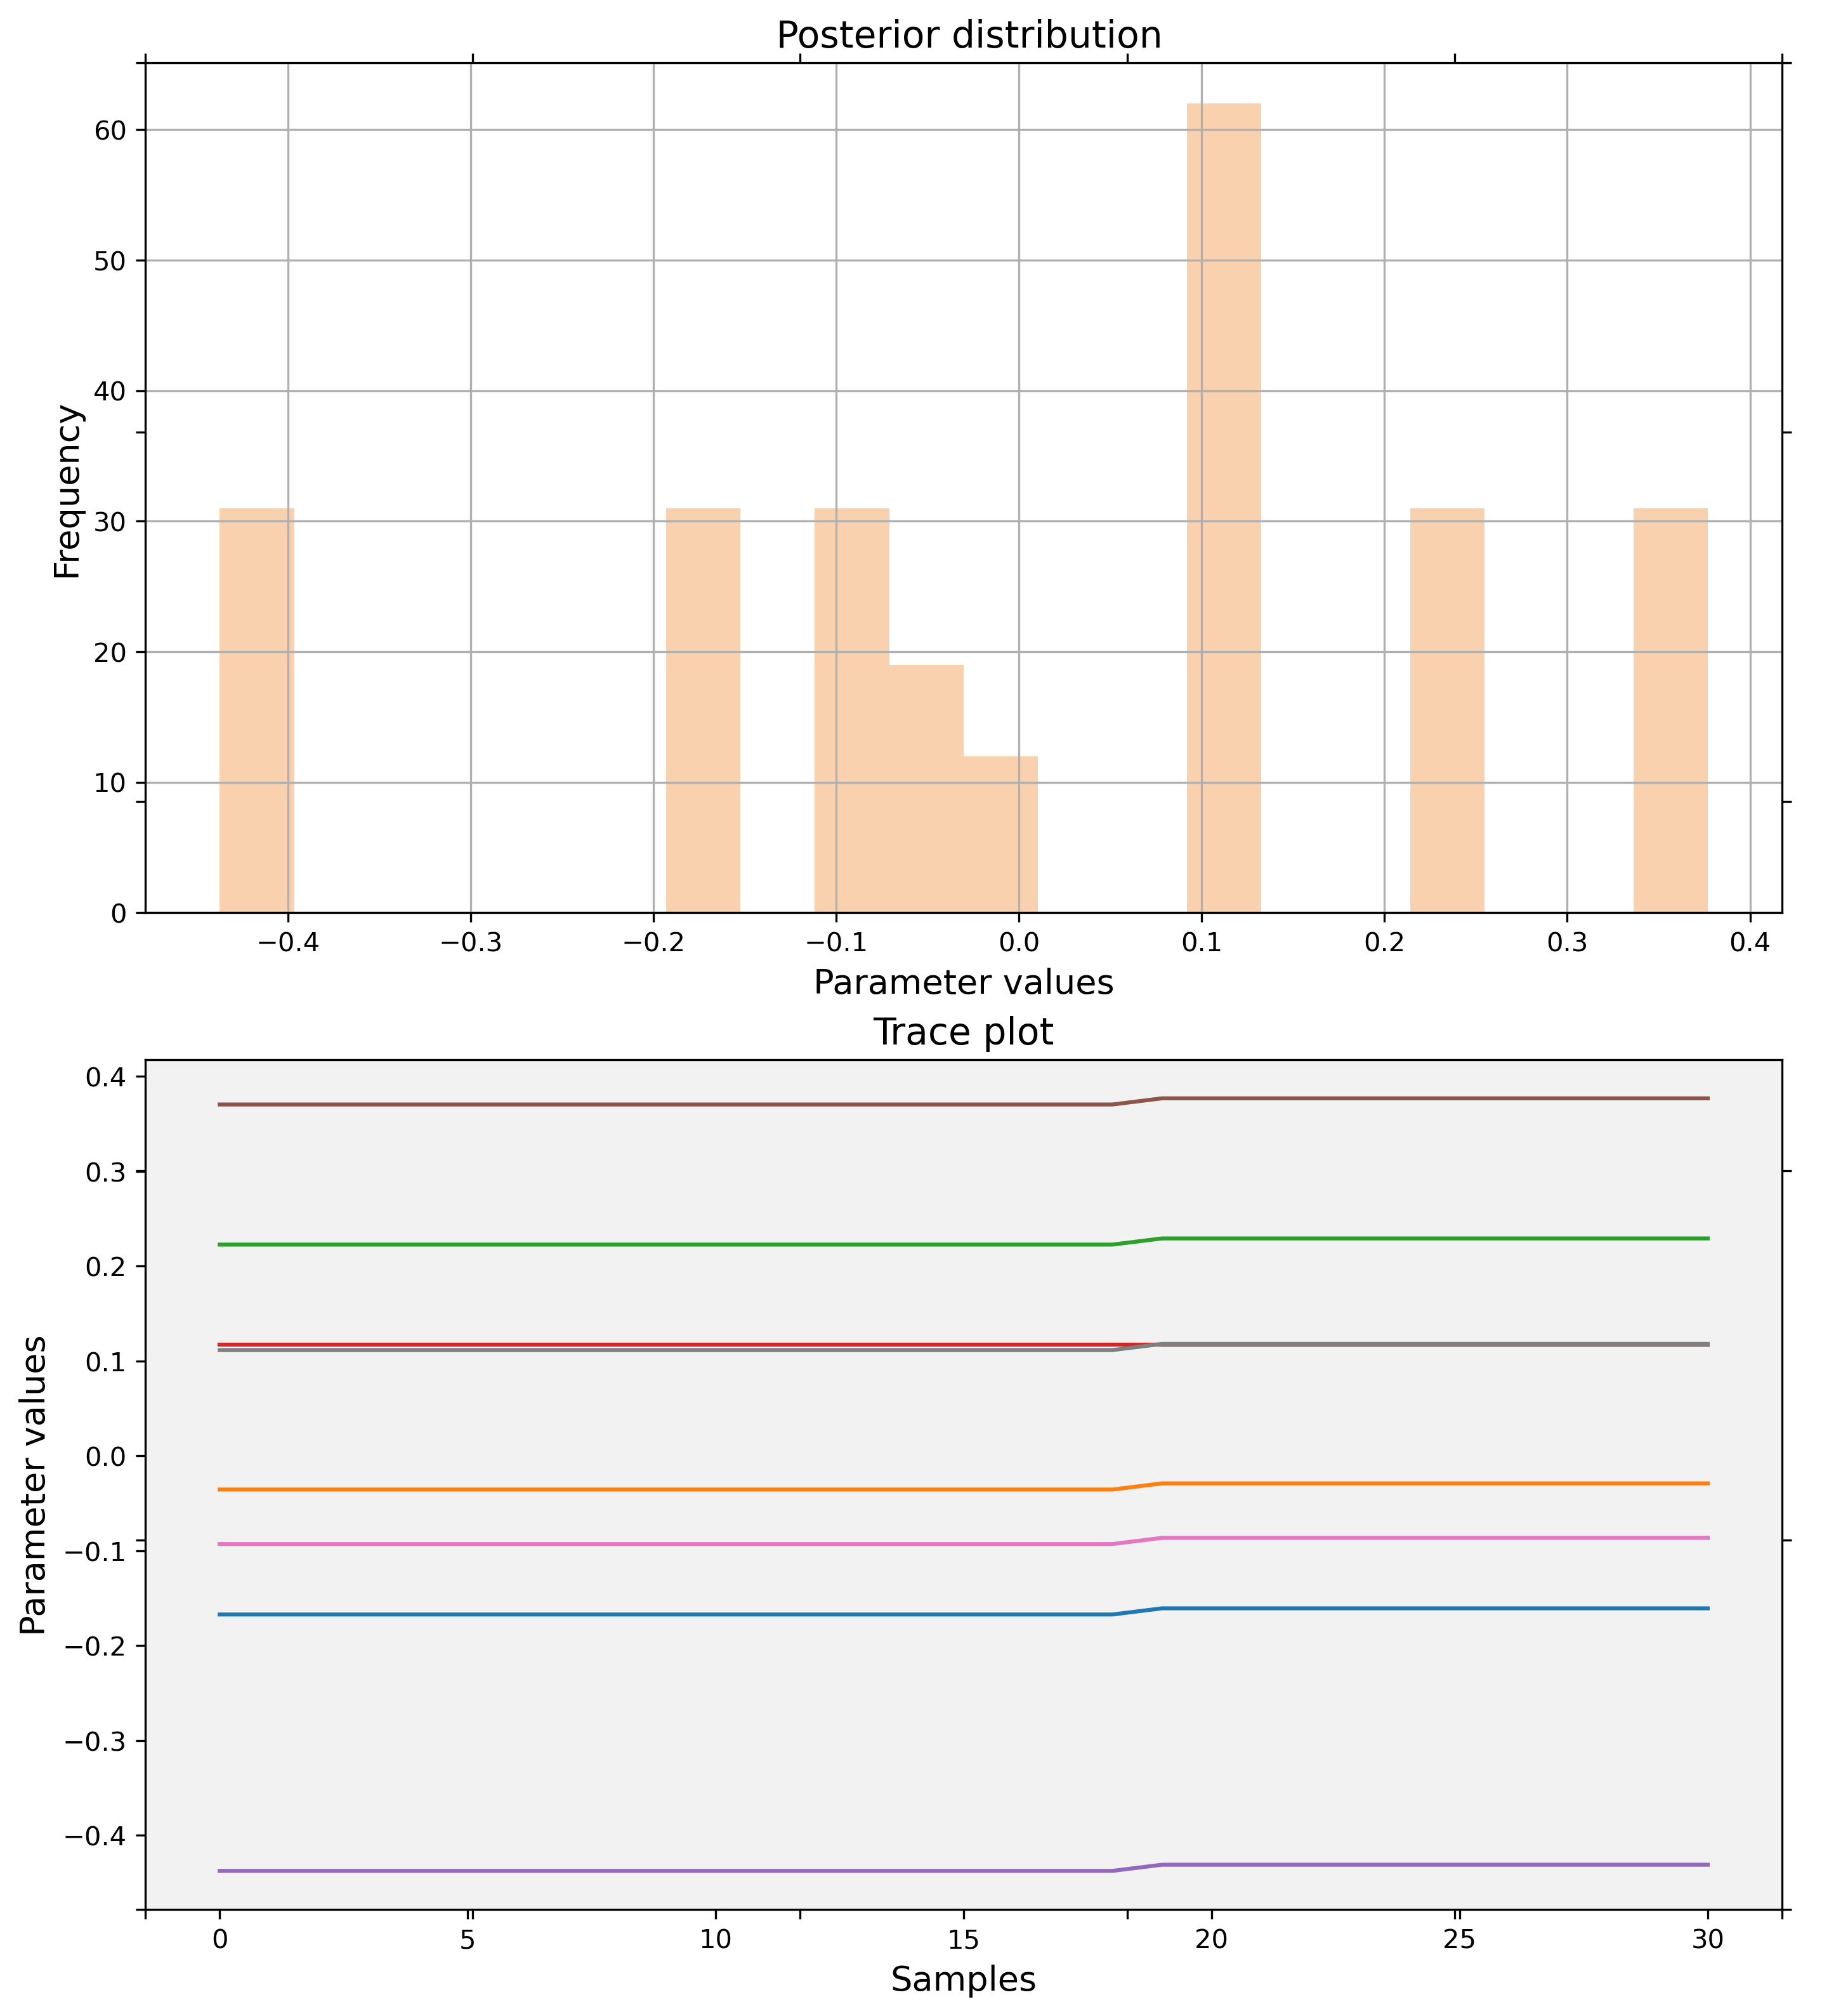 Posterior distribution
60
50
40
30
20
10
0
Frequency
−0.4 −0.3 −0.2 −0.1 0.0 0.1 0.2 0.3 0.4
Parameter values
Trace plot
0.4
0.3
0.2
0.1
0.0
−0.1
−0.2
−0.3
−0.4
Parameter values
0 5 10 15 20 25 30
Samples